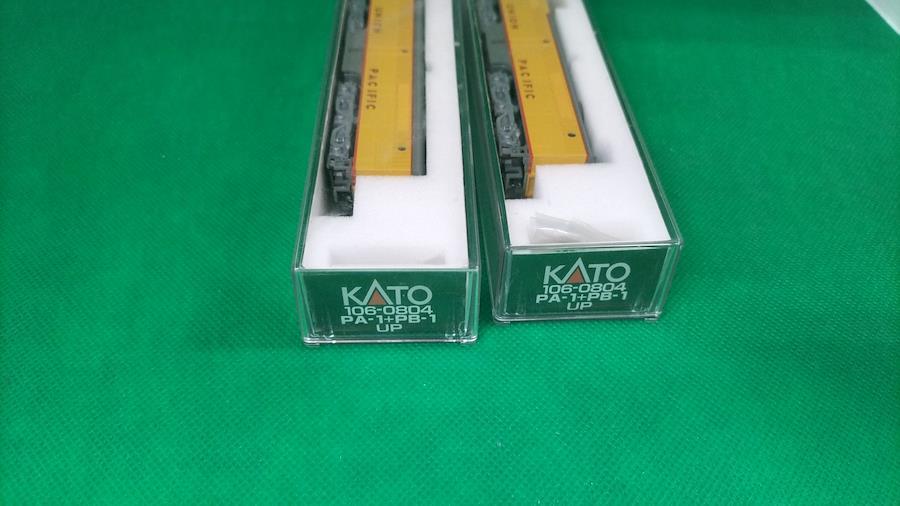 UNION
PACIFIC
UNION
PACIFIC
KATO
106-0804
PA-1+PB-1
UP
KATO
106-0804
PA-1+PB-1
UP